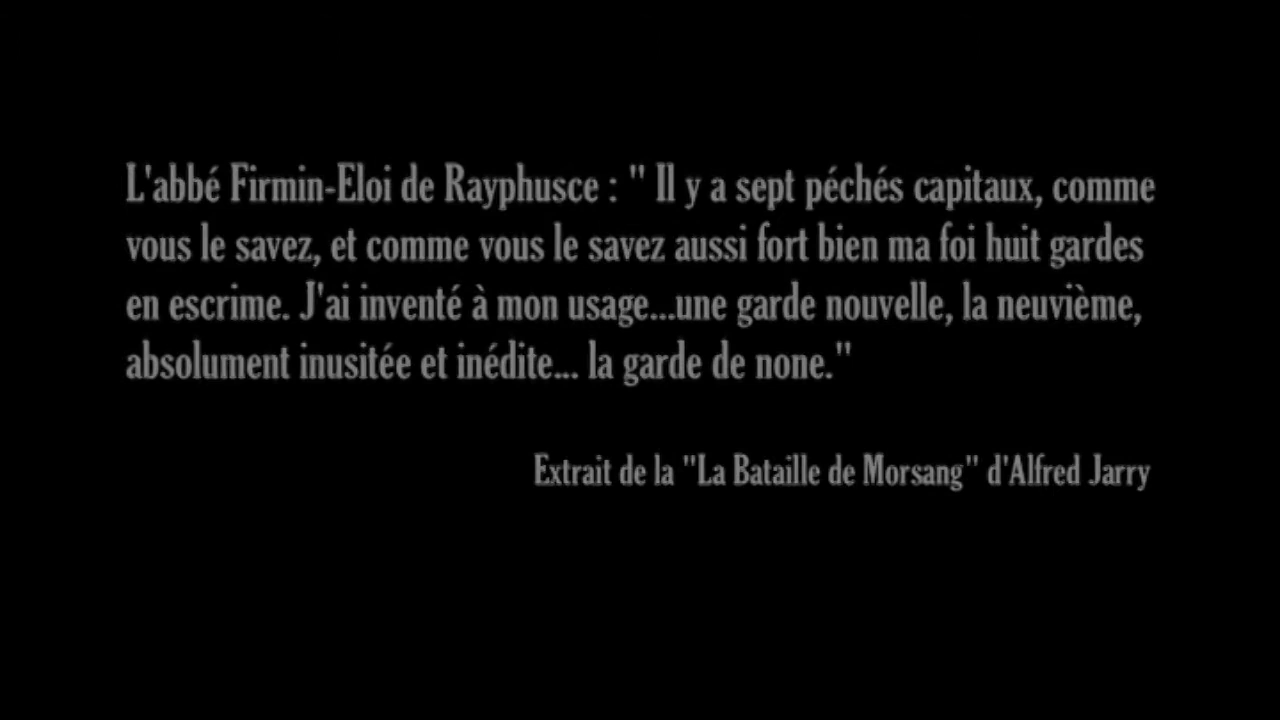 L'abbé Firmin-Eloi de Rayphusce : " Il y a sept péchés capitaux, comme
vous le savez, et comme vous le savez aussi fort bien ma foi huit gardes
en escrime. J'ai inventé à mon usage...une garde nouvelle, la neuvième,
absolument inusitée et inédite... la garde de none."
Extrait de la "La Bataille de Morsang" d'Alfred Jarry